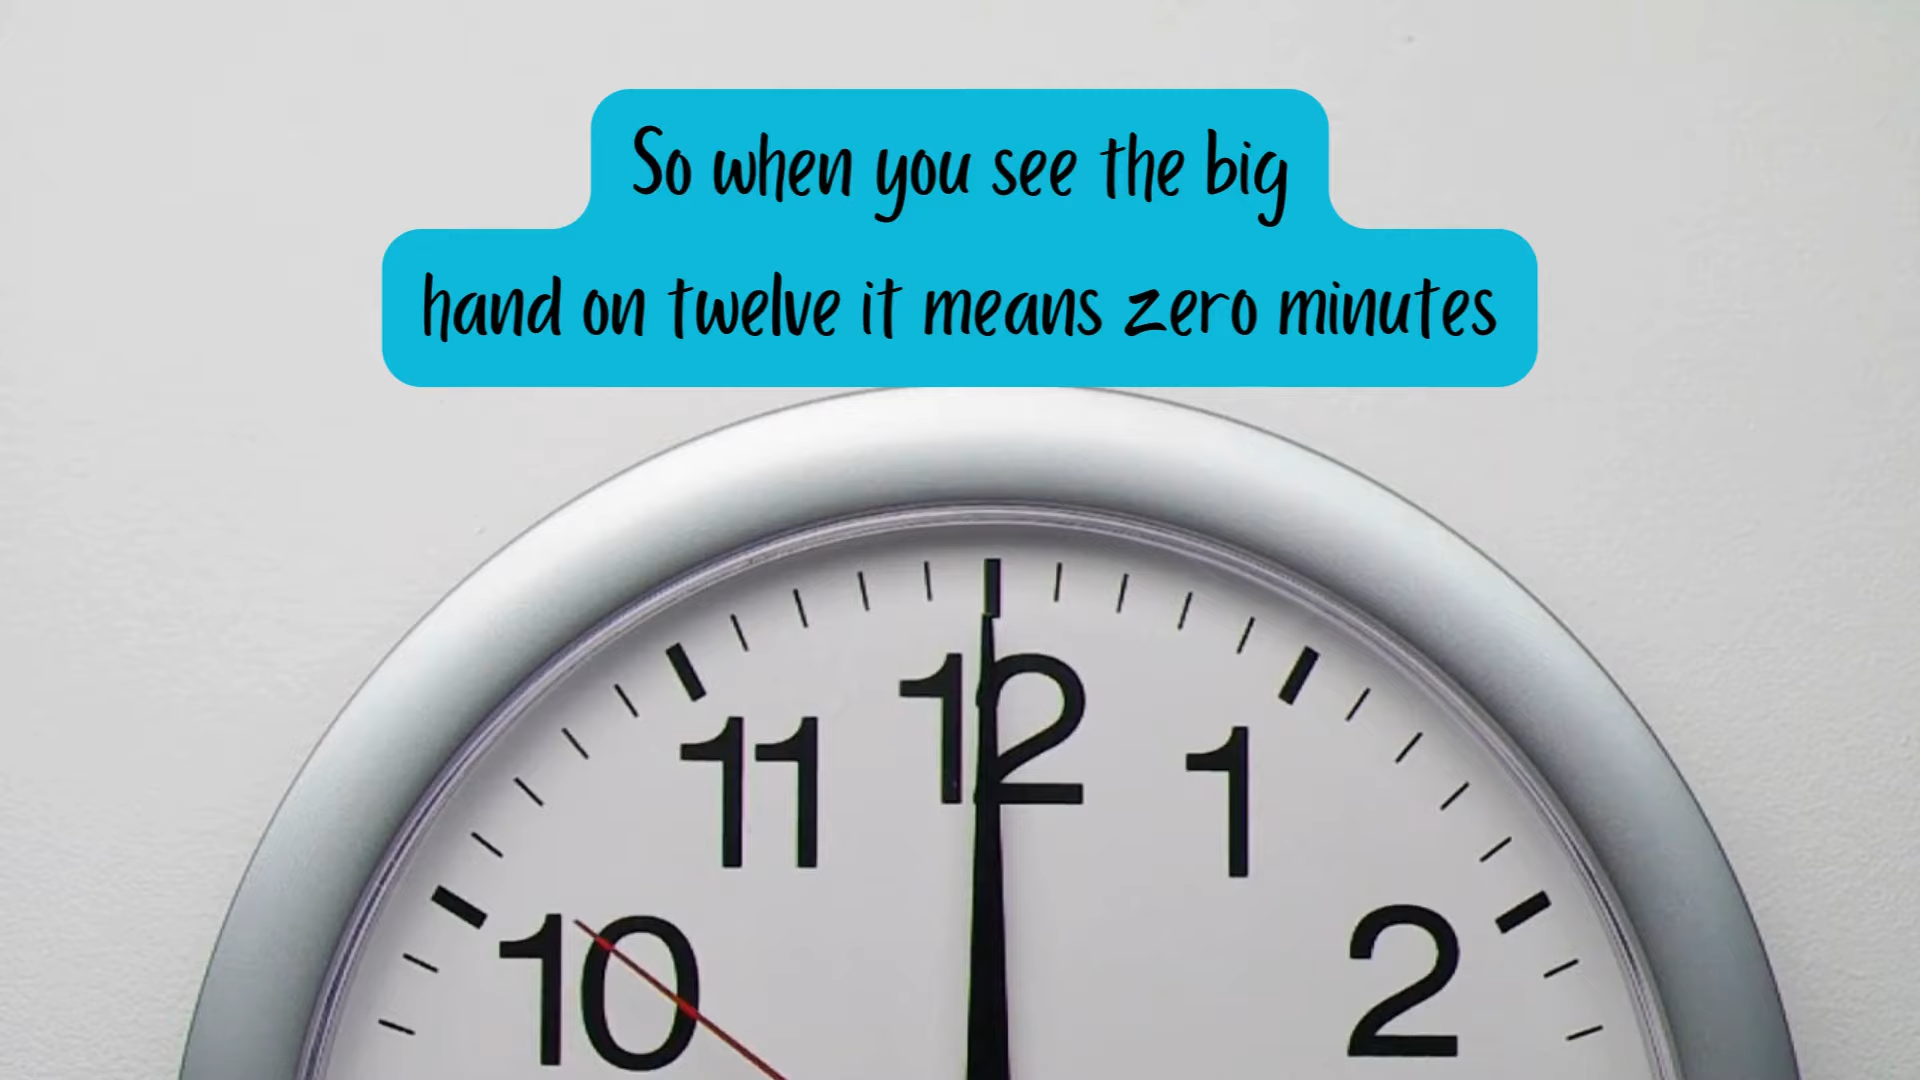 So when you see the big
hand on twelve it means zero minutes
12
11
1
10
2